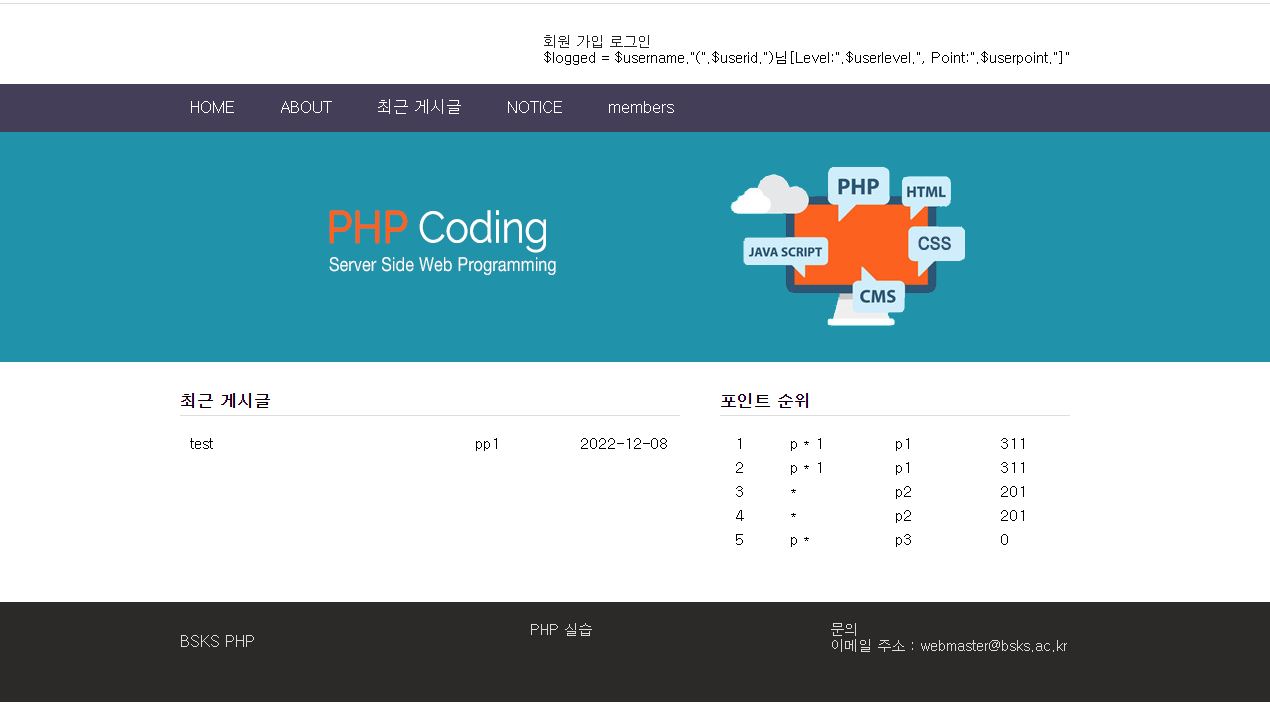 회원 가입 로그인
$logged = $username."(".$userid.")님[Level:".$userlevel.", Point:".$userpoint."]"
HOME ABOUT 최근 게시글 NOTICE members
PHP Coding
Server Side Web Programming
PHP
HTML
JAVA SCRIPT
CSS
CMS
최근 게시글
test pp1 2022-12-08
포인트 순위
1 p * 1 p1 311
2 p * 1 p1 311
3 * p2 201
4 * p2 201
5 p * p3 0
BSKS PHP
PHP 실습
문의
이메일 주소 : webmaster@bsks.ac.kr